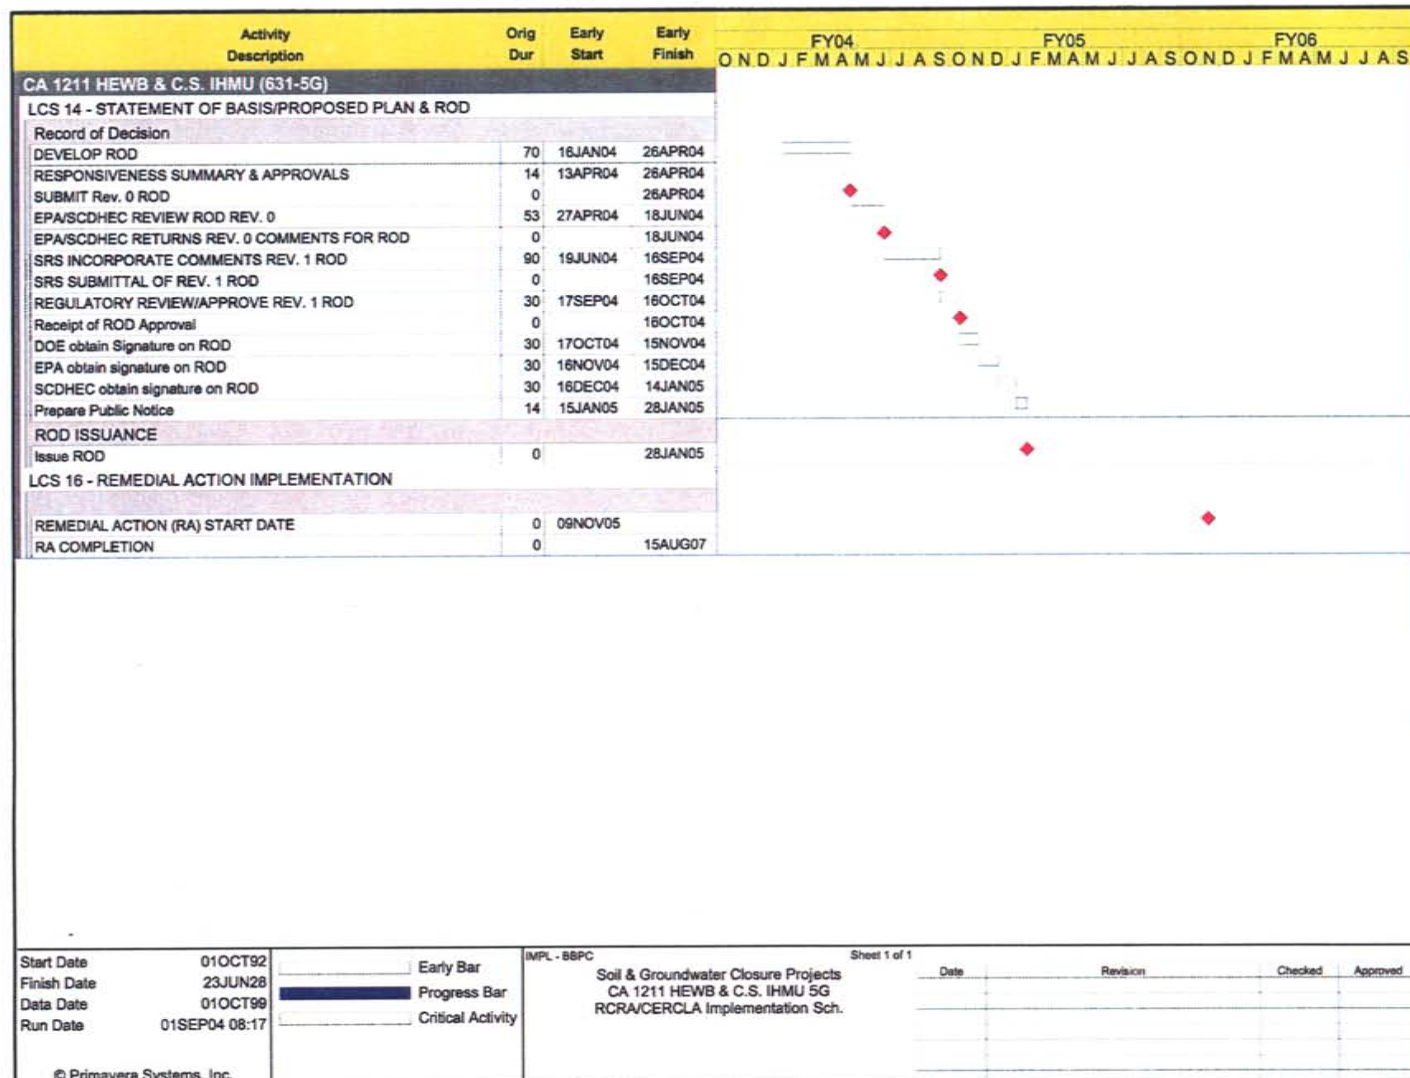 Activity Description Orig Dur Early Start Early Finish
FY04 FY05 FY06
O N D J F M A M J J A S O N D J F M A M J J A S O N D J F M A M J J A S
CA 1211 HEWB & C.S. IHMU (631-5G)
LCS 14 - STATEMENT OF BASIS/PROPOSED PLAN & ROD
Record of Decision
DEVELOP ROD 70 16JAN04 26APR04
RESPONSIVENESS SUMMARY & APPROVALS 14 13APR04 26APR04
SUBMIT Rev. 0 ROD 0 26APR04
EPA/SCDHEC REVIEW ROD REV. 0 53 27APR04 18JUN04
EPA/SCDHEC RETURNS REV. 0 COMMENTS FOR ROD 0 18JUN04
SRS INCORPORATE COMMENTS REV. 1 ROD 90 19JUN04 16SEP04
SRS SUBMITTAL OF REV. 1 ROD 0 16SEP04
REGULATORY REVIEW/APPROVE REV. 1 ROD 30 17SEP04 16OCT04
Receipt of ROD Approval 0 16OCT04
DOE obtain Signature on ROD 30 17OCT04 15NOV04
EPA obtain signature on ROD 30 16NOV04 15DEC04
SCDHEC obtain signature on ROD 30 16DEC04 14JAN05
Prepare Public Notice 14 15JAN05 28JAN05
ROD ISSUANCE
Issue ROD 0 28JAN05
LCS 16 - REMEDIAL ACTION IMPLEMENTATION
REMEDIAL ACTION (RA) START DATE 0 09NOV05
RA COMPLETION 0 15AUG07
Start Date 01OCT92
Finish Date 23JUN28
Data Date 01OCT99
Run Date 01SEP04 08:17
© Primavera Systems, Inc.
Early Bar
Progress Bar
Critical Activity
IMPL - BBPC Sheet 1 of 1
Soil & Groundwater Closure Projects
CA 1211 HEWB & C.S. IHMU 5G
RCRA/CERCLA Implementation Sch.
Date Revision Checked Approved